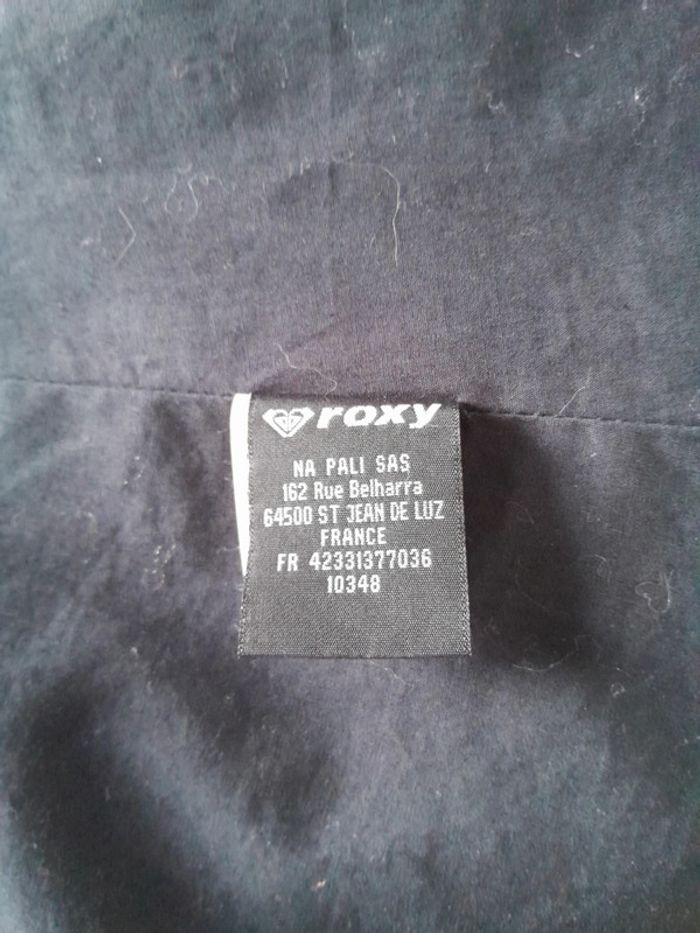 roxy
NA PALI SAS
162 Rue Belharra
64500 ST JEAN DE LUZ
FRANCE
FR 42331377036
10348